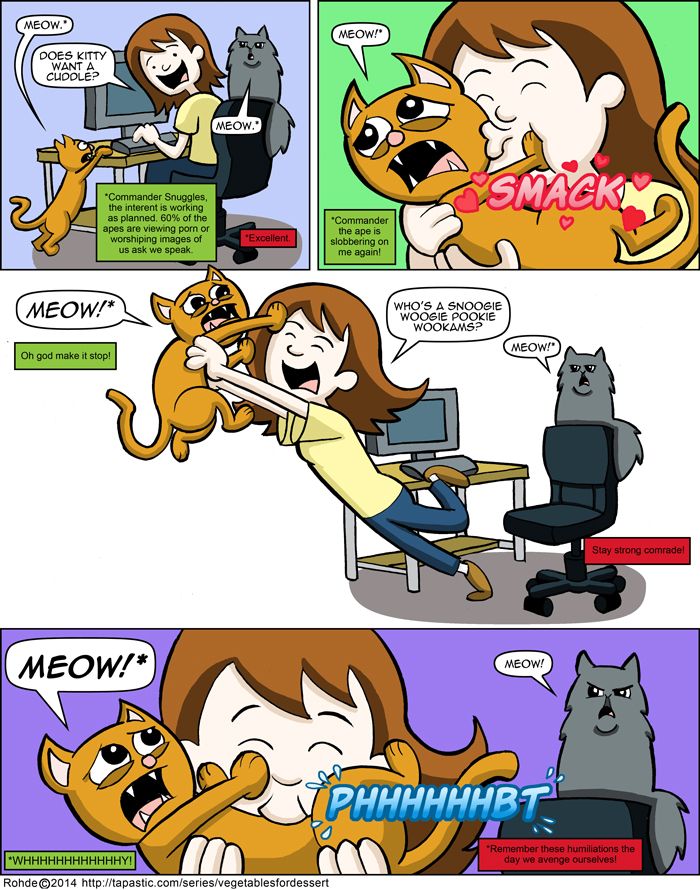 MEOW.*
DOES KITTY
WANT A
CUDDLE?
MEOW.*
*Commander Snuggles,
the interent is working
as planned. 60% of the
apes are viewing porn or
worshiping images of
us ask we speak.
*Excellent.
MEOW!*
SMACK
*Commander
the ape is
slobbering on
me again!
MEOW!*
Oh god make it stop!
WHO'S A SNOOGIE
WOOGIE POOKIE
WOOKAMS?
MEOW!*
Stay strong comrade!
MEOW!*
MEOW!
PHHHHHHBT
*WHHHHHHHHHHHHY!
*Remember these humiliations the
day we avenge ourselves!
Rohde©2014 http://tapastic.com/series/vegetablesfordessert